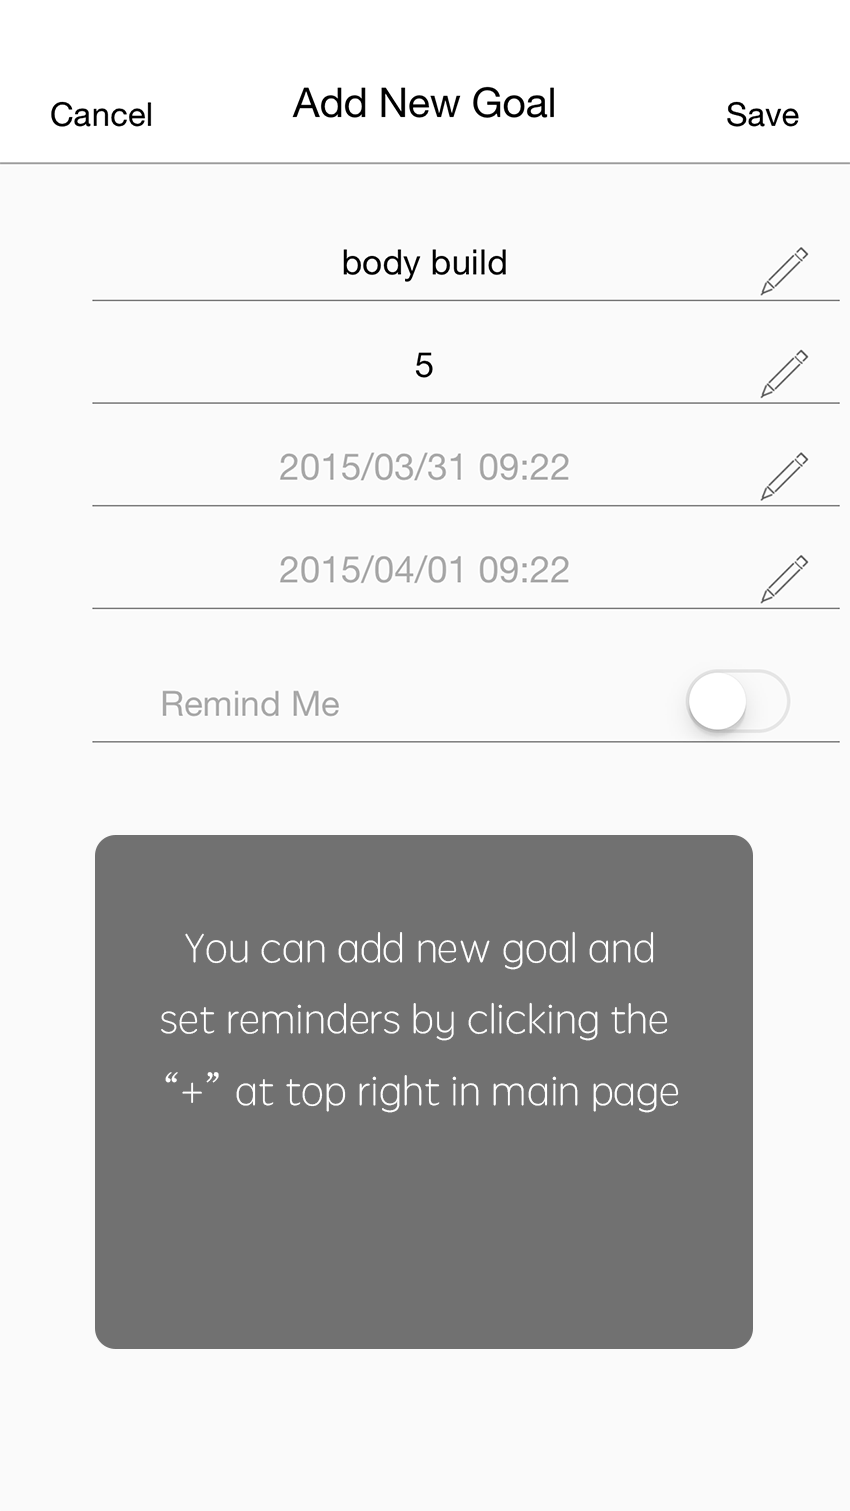 Cancel Add New Goal Save
body build
5
2015/03/31 09:22
2015/04/01 09:22
Remind Me
You can add new goal and
set reminders by clicking the
“+” at top right in main page